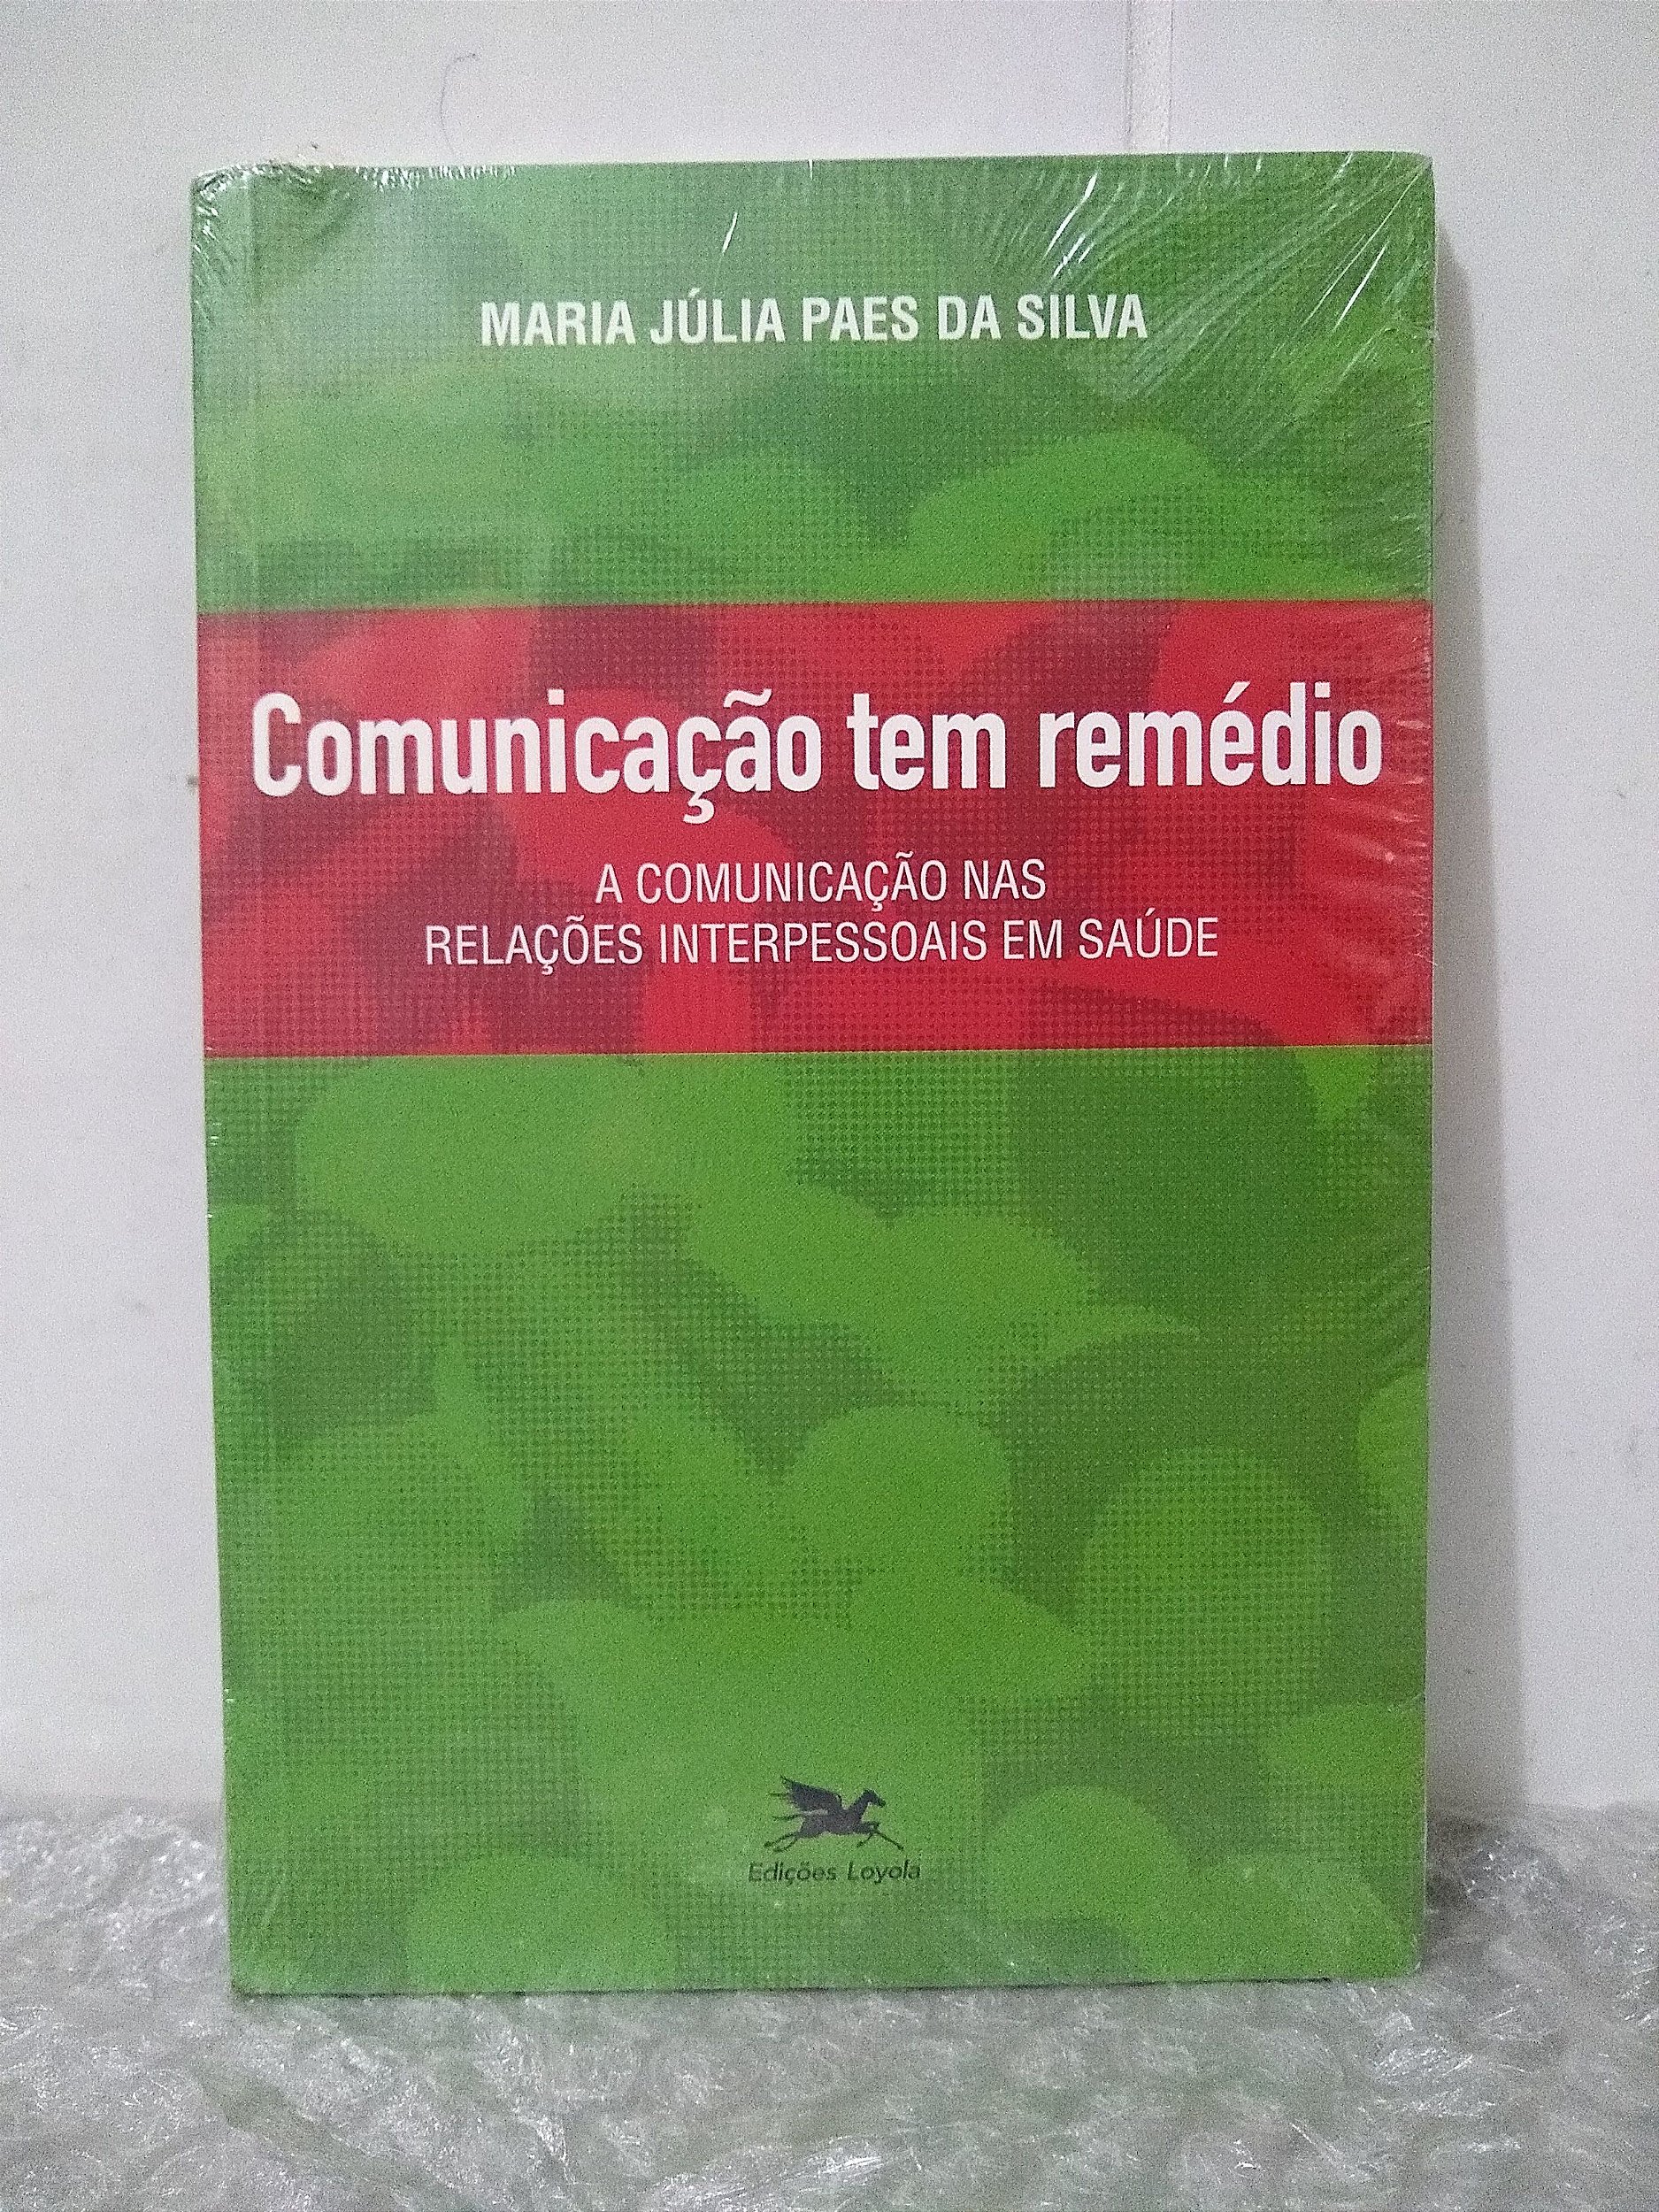 MARIA JÚLIA PAES DA SILVA
Comunicação tem remédio
A COMUNICAÇÃO NAS
RELAÇÕES INTERPESSOAIS EM SAÚDE
Edições Loyola